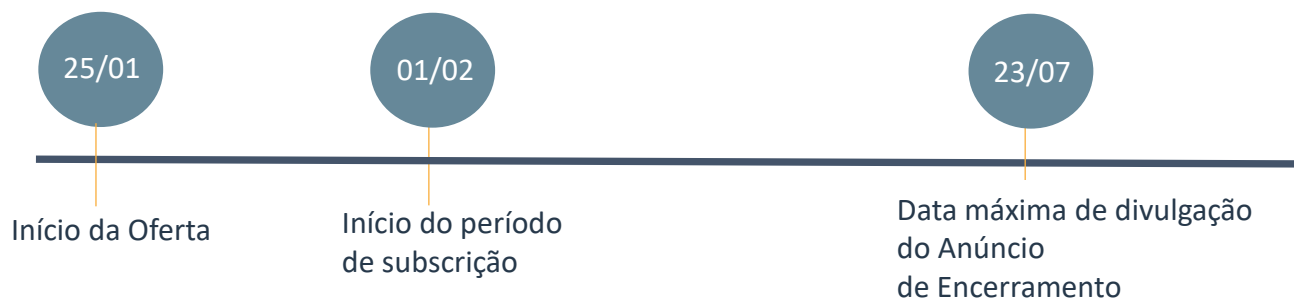 25/01
01/02
23/07
Início da Oferta
Início do período
de subscrição
Data máxima de divulgação
do Anúncio
de Encerramento